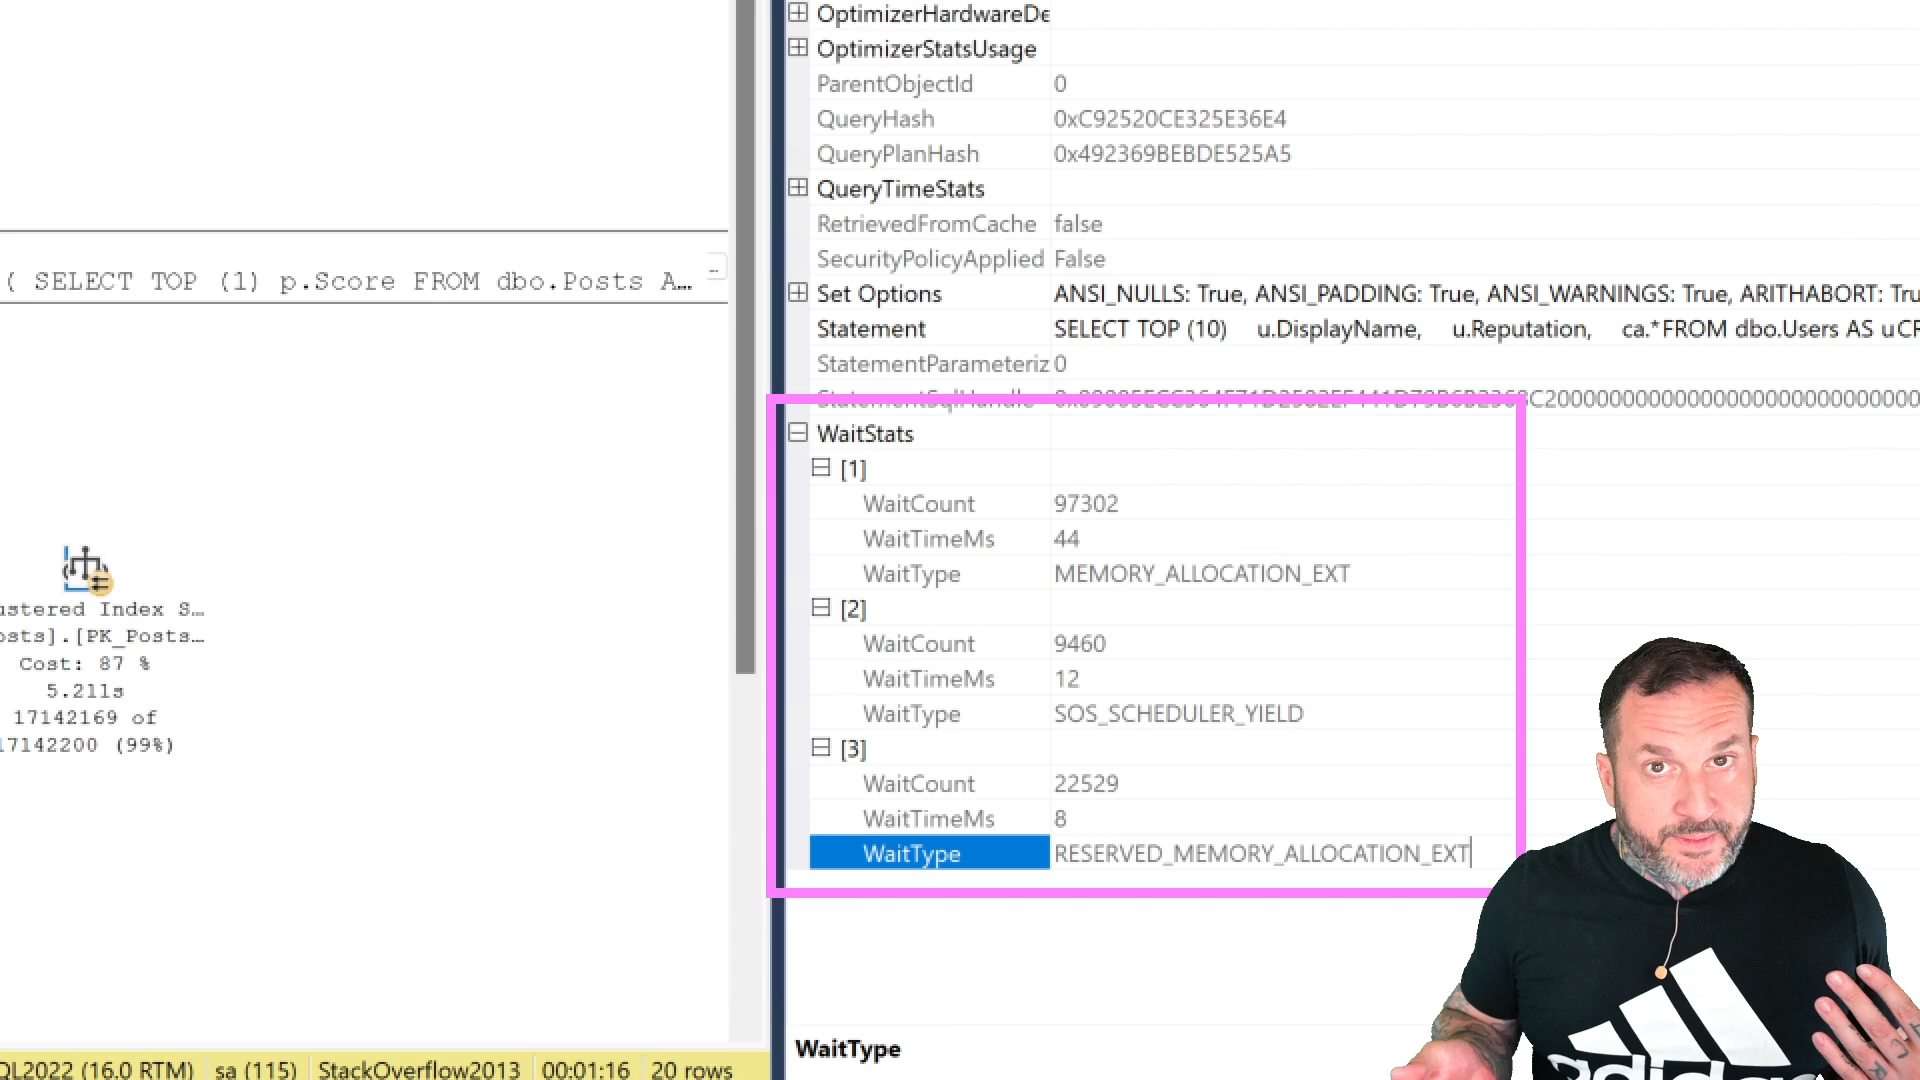 ( SELECT TOP (1) p.Score FROM dbo.Posts A…
…
ustered Index S…
osts].[PK_Posts…
Cost: 87 %
5.211s
17142169 of
17142200 (99%)
QL2022 (16.0 RTM) sa (115) StackOverflow2013 00:01:16 20 rows
OptimizerHardwareDe
OptimizerStatsUsage
ParentObjectId 0
QueryHash 0xC92520CE325E36E4
QueryPlanHash 0x492369BEBDE525A5
QueryTimeStats
RetrievedFromCache false
SecurityPolicyApplied False
Set Options ANSI_NULLS: True, ANSI_PADDING: True, ANSI_WARNINGS: True, ARITHABORT: Tru
Statement SELECT TOP (10) u.DisplayName, u.Reputation, ca.*FROM dbo.Users AS uCR
StatementParameteriz 0
StatementSqlHandle
WaitStats
[1]
WaitCount 97302
WaitTimeMs 44
WaitType MEMORY_ALLOCATION_EXT
[2]
WaitCount 9460
WaitTimeMs 12
WaitType SOS_SCHEDULER_YIELD
[3]
WaitCount 22529
WaitTimeMs 8
WaitType RESERVED_MEMORY_ALLOCATION_EXT
WaitType
adidas